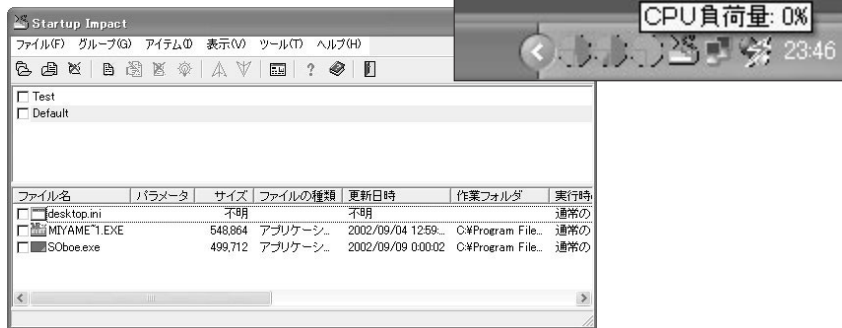 Startup Impact
ファイル(F) グループ(G) アイテム(I) 表示(V) ツール(T) ヘルプ(H)
Test
Default
ファイル名 パラメータ サイズ ファイルの種類 更新日時 作業フォルダ 実行時
desktop.ini 不明 不明 通常の
MIYAME~1.EXE 548,864 アプリケーシ... 2002/09/04 12:59:... C:¥Program File... 通常の
SOboe.exe 499,712 アプリケーシ... 2002/09/09 0:00:02 C:¥Program File... 通常の
CPU負荷量: 0%
23:46